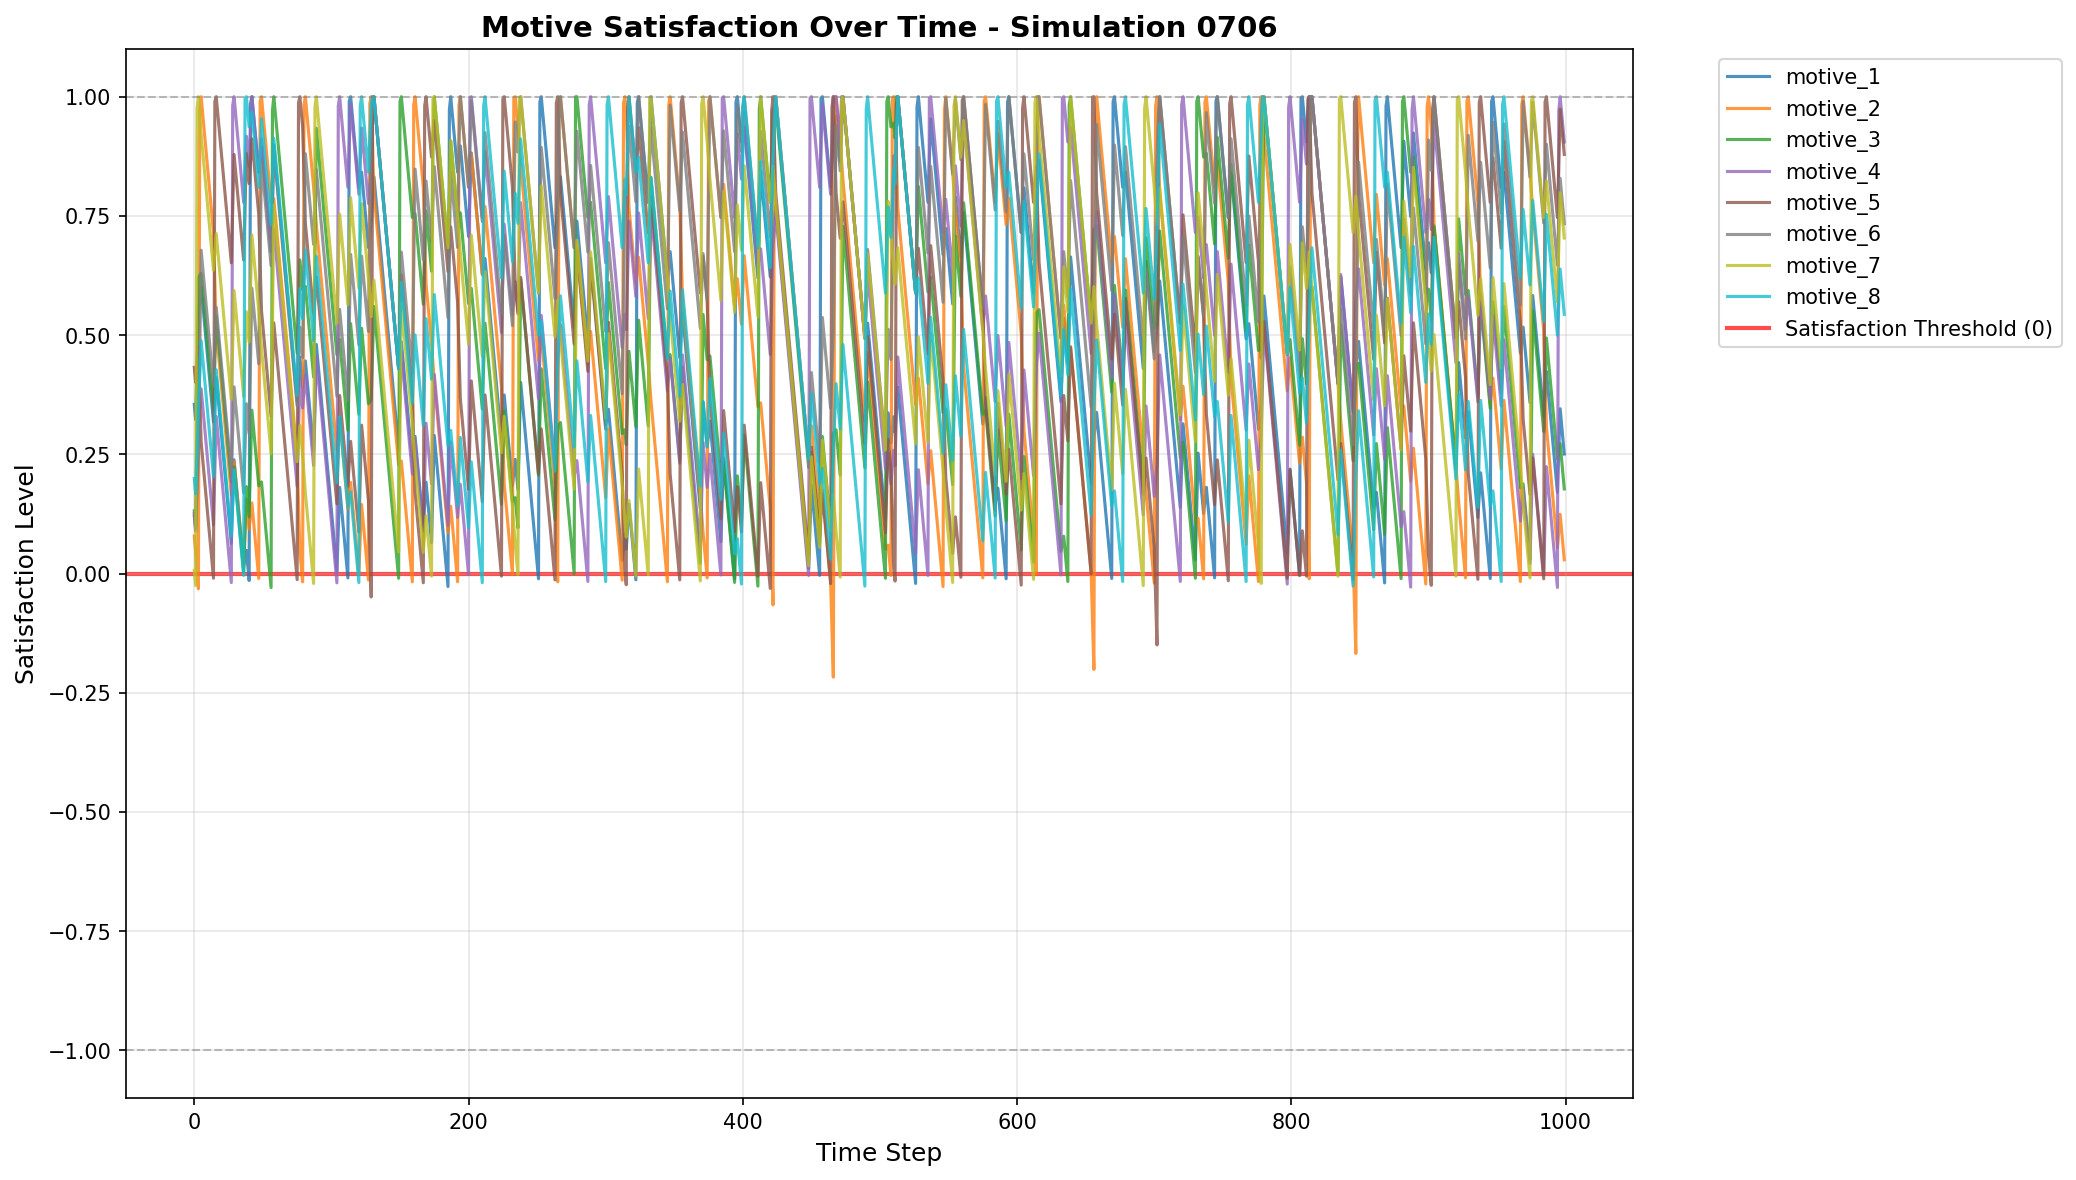 Motive Satisfaction Over Time - Simulation 0706
1.00
0.75
0.50
0.25
0.00
−0.25
−0.50
−0.75
−1.00
Satisfaction Level
0
200
400
600
800
1000
Time Step
motive_1
motive_2
motive_3
motive_4
motive_5
motive_6
motive_7
motive_8
Satisfaction Threshold (0)